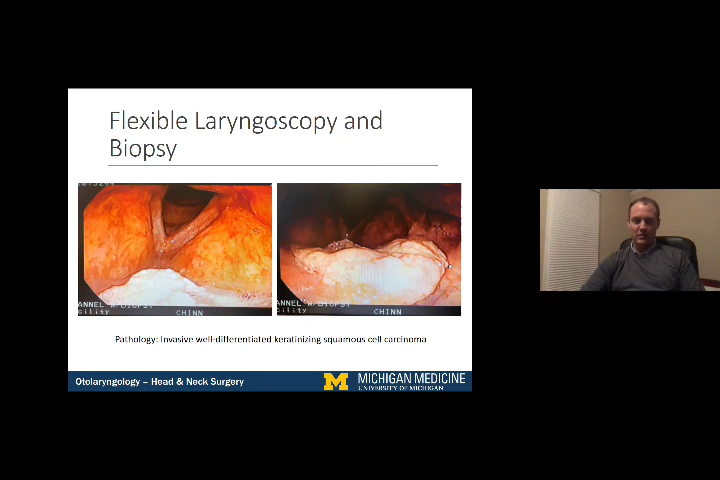 Flexible Laryngoscopy and
Biopsy
CHINN
CHINN
Pathology: Invasive well-differentiated keratinizing squamous cell carcinoma
Otolaryngology – Head & Neck Surgery
M
MICHIGAN MEDICINE
UNIVERSITY OF MICHIGAN